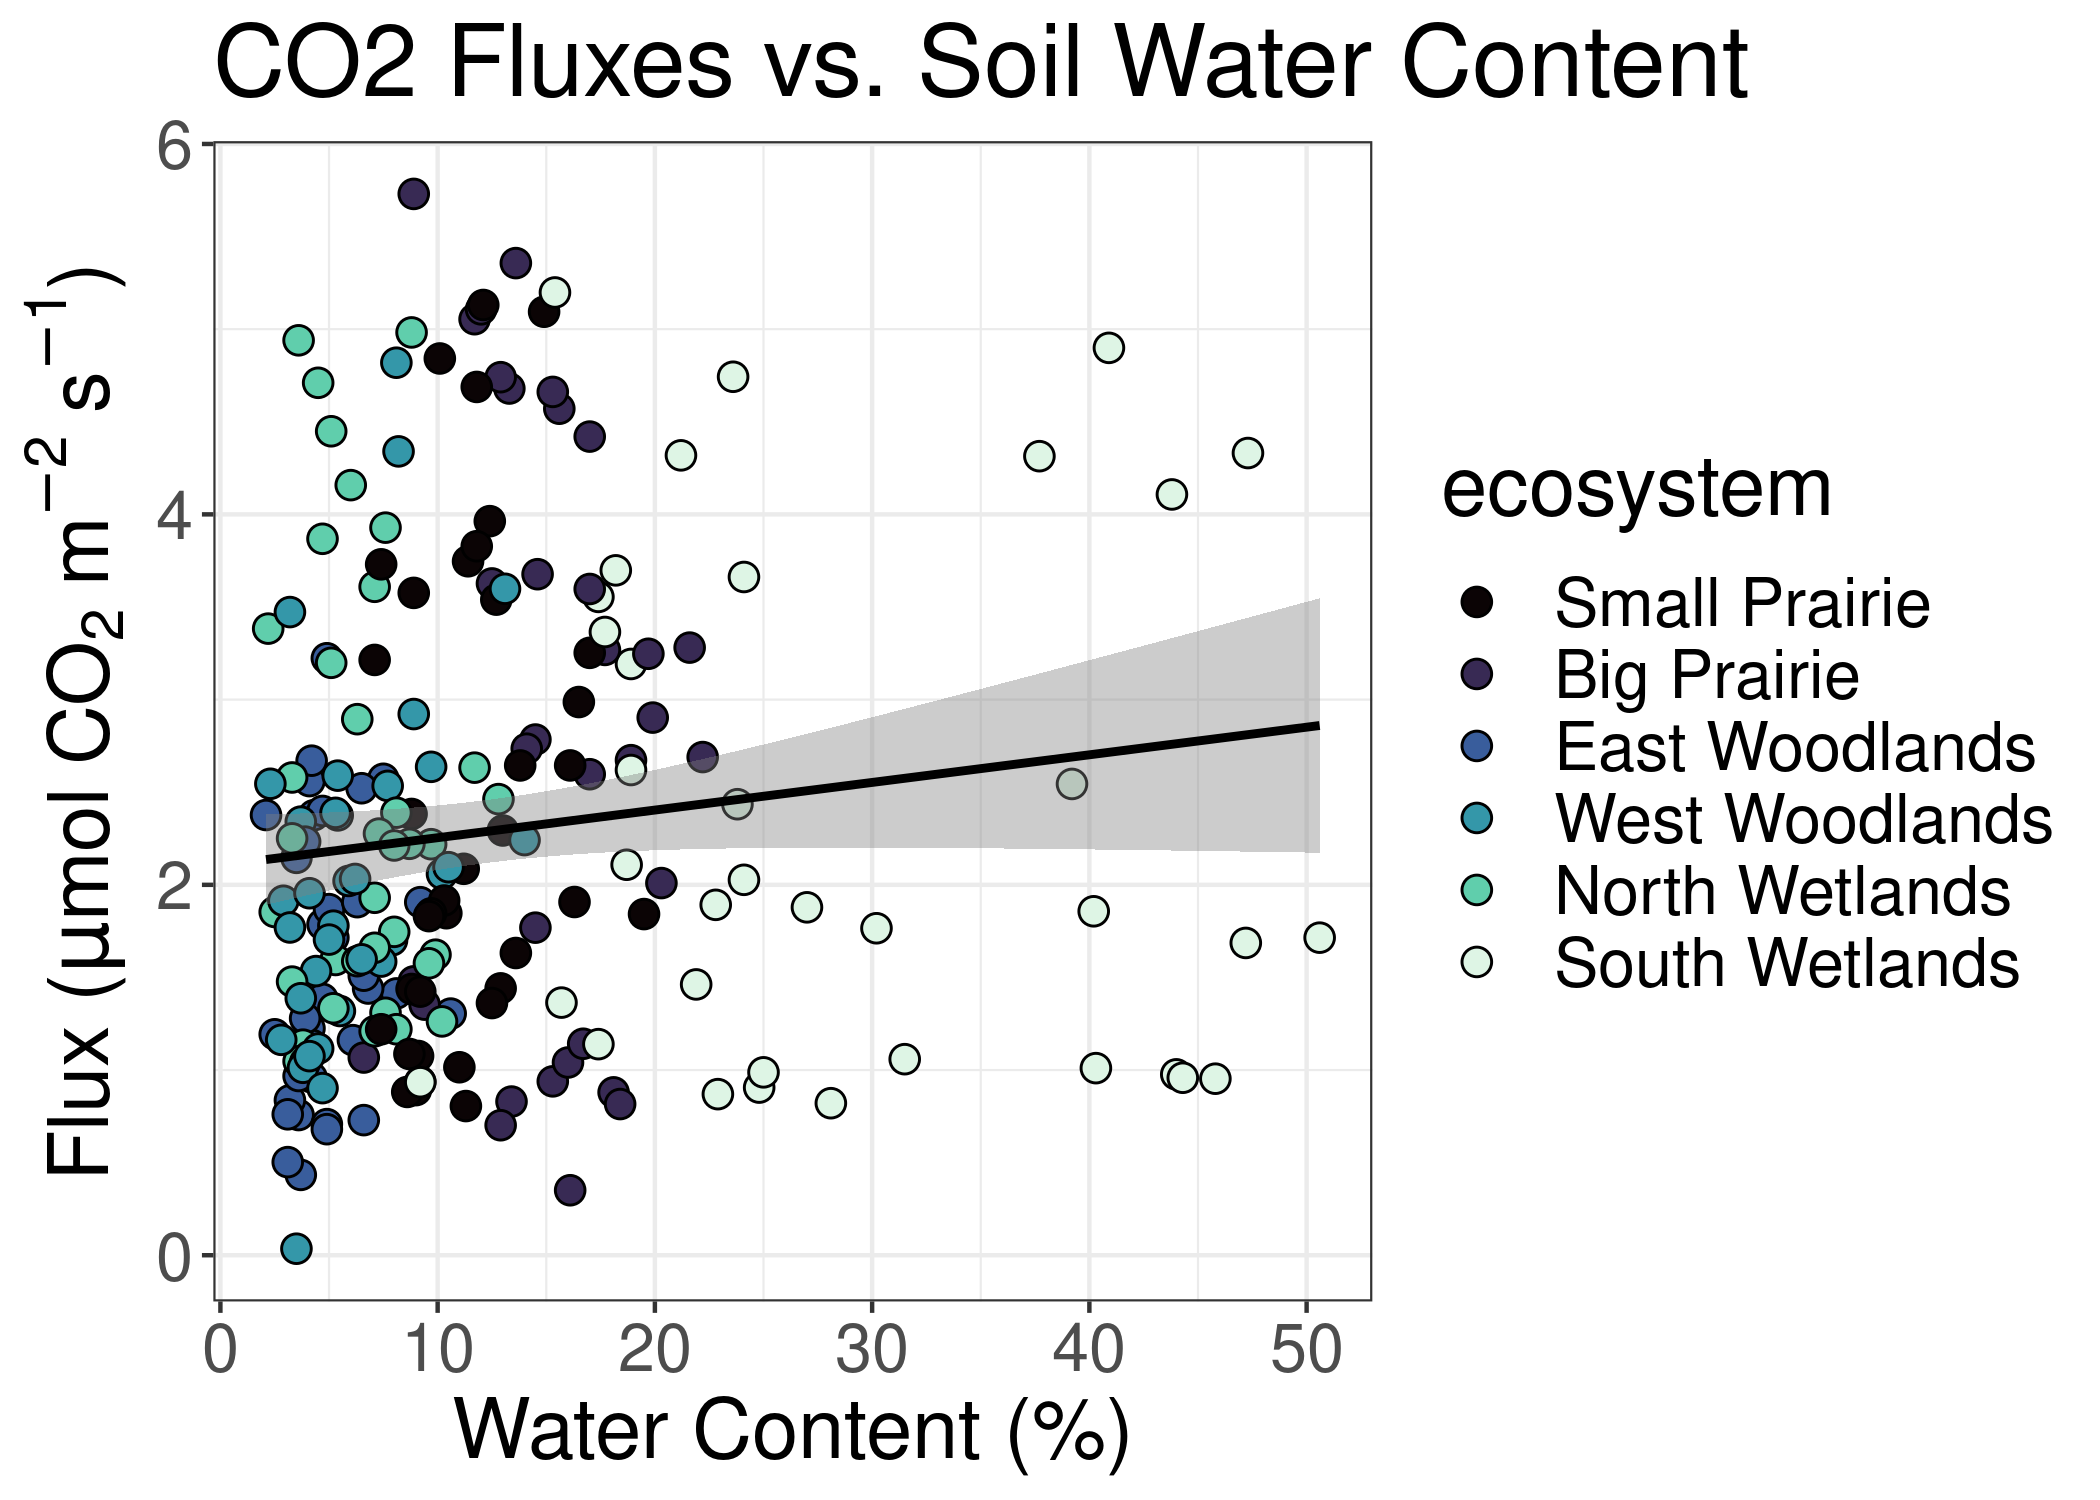 CO2 Fluxes vs. Soil Water Content
Flux (µmol CO₂ m⁻² s⁻¹)
6
4
2
0
0 10 20 30 40 50
Water Content (%)
ecosystem
Small Prairie
Big Prairie
East Woodlands
West Woodlands
North Wetlands
South Wetlands